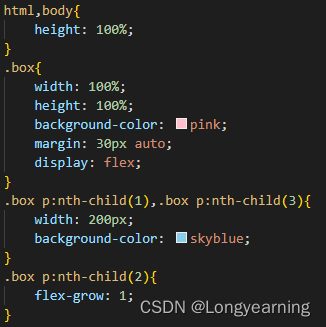 html,body{
    height: 100%;
}
.box{
    width: 100%;
    height: 100%;
    background-color: pink;
    margin: 30px auto;
    display: flex;
}
.box p:nth-child(1),.box p:nth-child(3){
    width: 200px;
    background-color: skyblue;
}
.box p:nth-child(2){
    flex-grow: 1;
}
CSDN @Longyearning